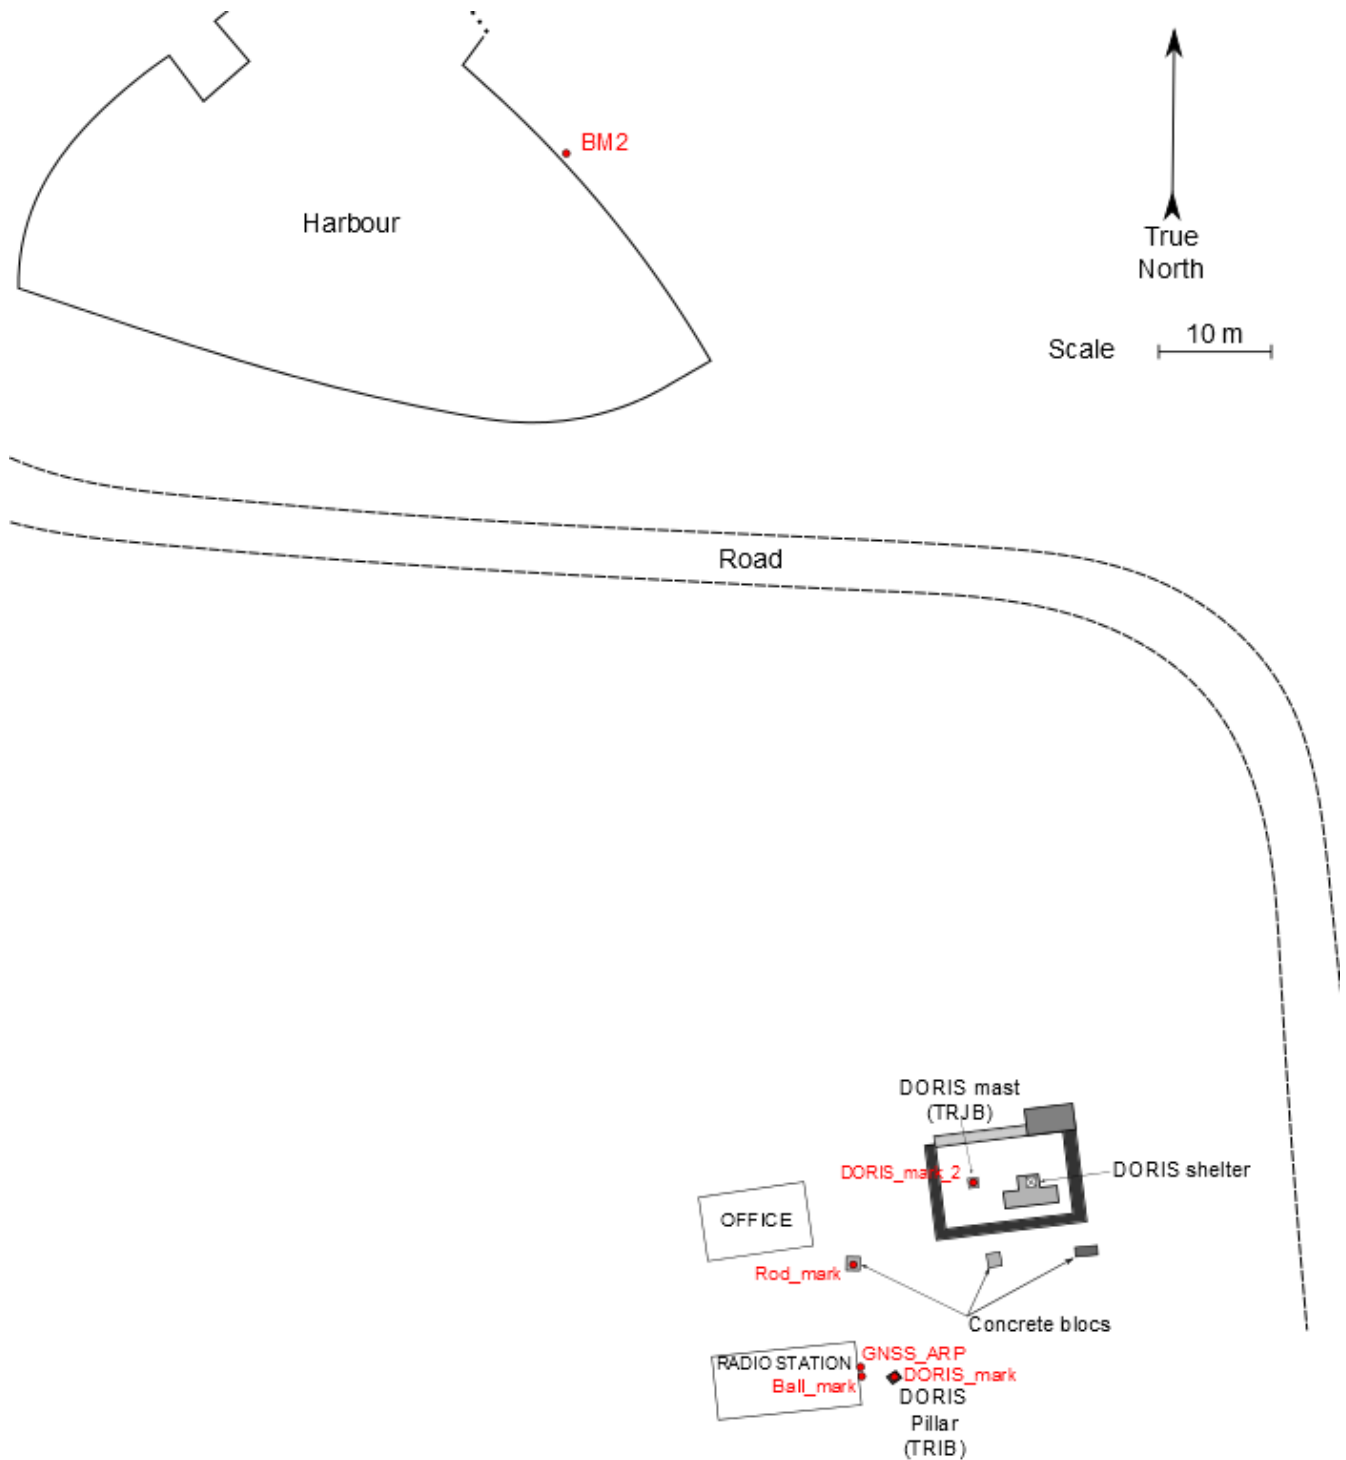 BM2
Harbour
True
North
10 m
Scale
Road
DORIS mast
(TRJB)
DORIS_mark_2
DORIS shelter
OFFICE
Rod_mark
Concrete blocs
GNSS_ARP
RADIO STATION
DORIS_mark
Ball_mark
DORIS
Pillar
(TRIB)